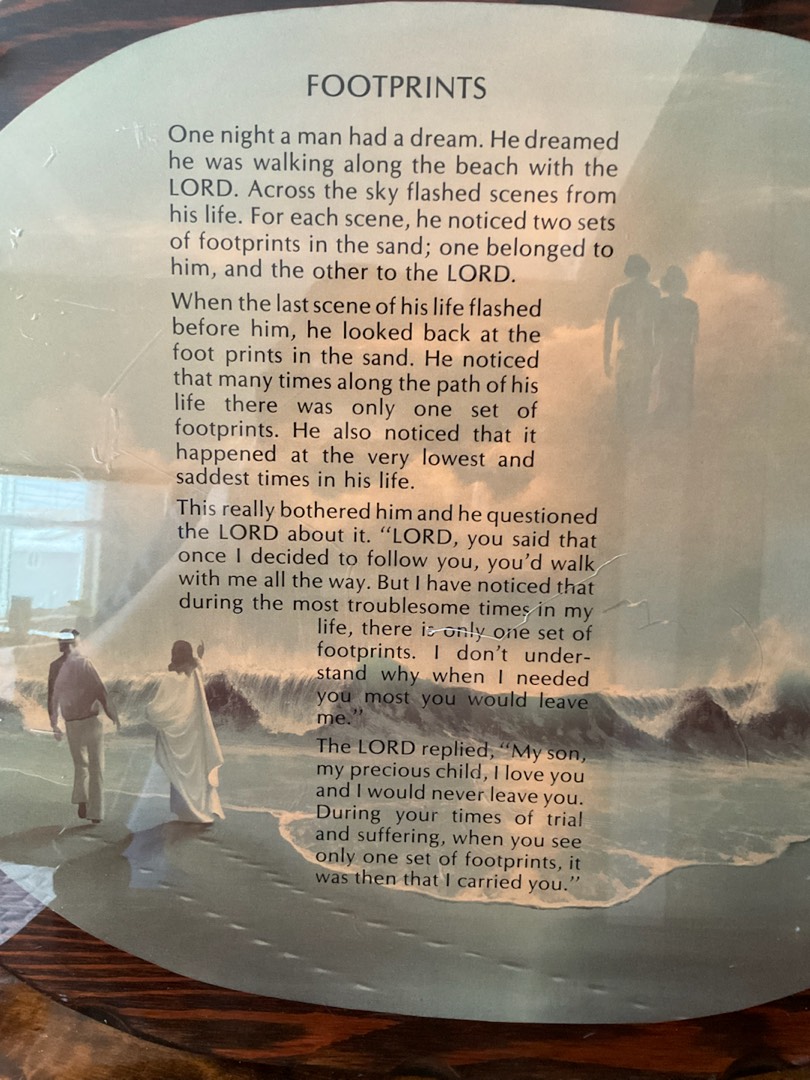 FOOTPRINTS
One night a man had a dream. He dreamed
he was walking along the beach with the
LORD. Across the sky flashed scenes from
his life. For each scene, he noticed two sets
of footprints in the sand; one belonged to
him, and the other to the LORD.
When the last scene of his life flashed
before him, he looked back at the
foot prints in the sand. He noticed
that many times along the path of his
life there was only one set of
footprints. He also noticed that it
happened at the very lowest and
saddest times in his life.
This really bothered him and he questioned
the LORD about it. “LORD, you said that
once I decided to follow you, you’d walk
with me all the way. But I have noticed that
during the most troublesome times in my
life, there is only one set of
footprints. I don’t under-
stand why when I needed
you most you would leave
me.”
The LORD replied, “My son,
my precious child, I love you
and I would never leave you.
During your times of trial
and suffering, when you see
only one set of footprints, it
was then that I carried you.”